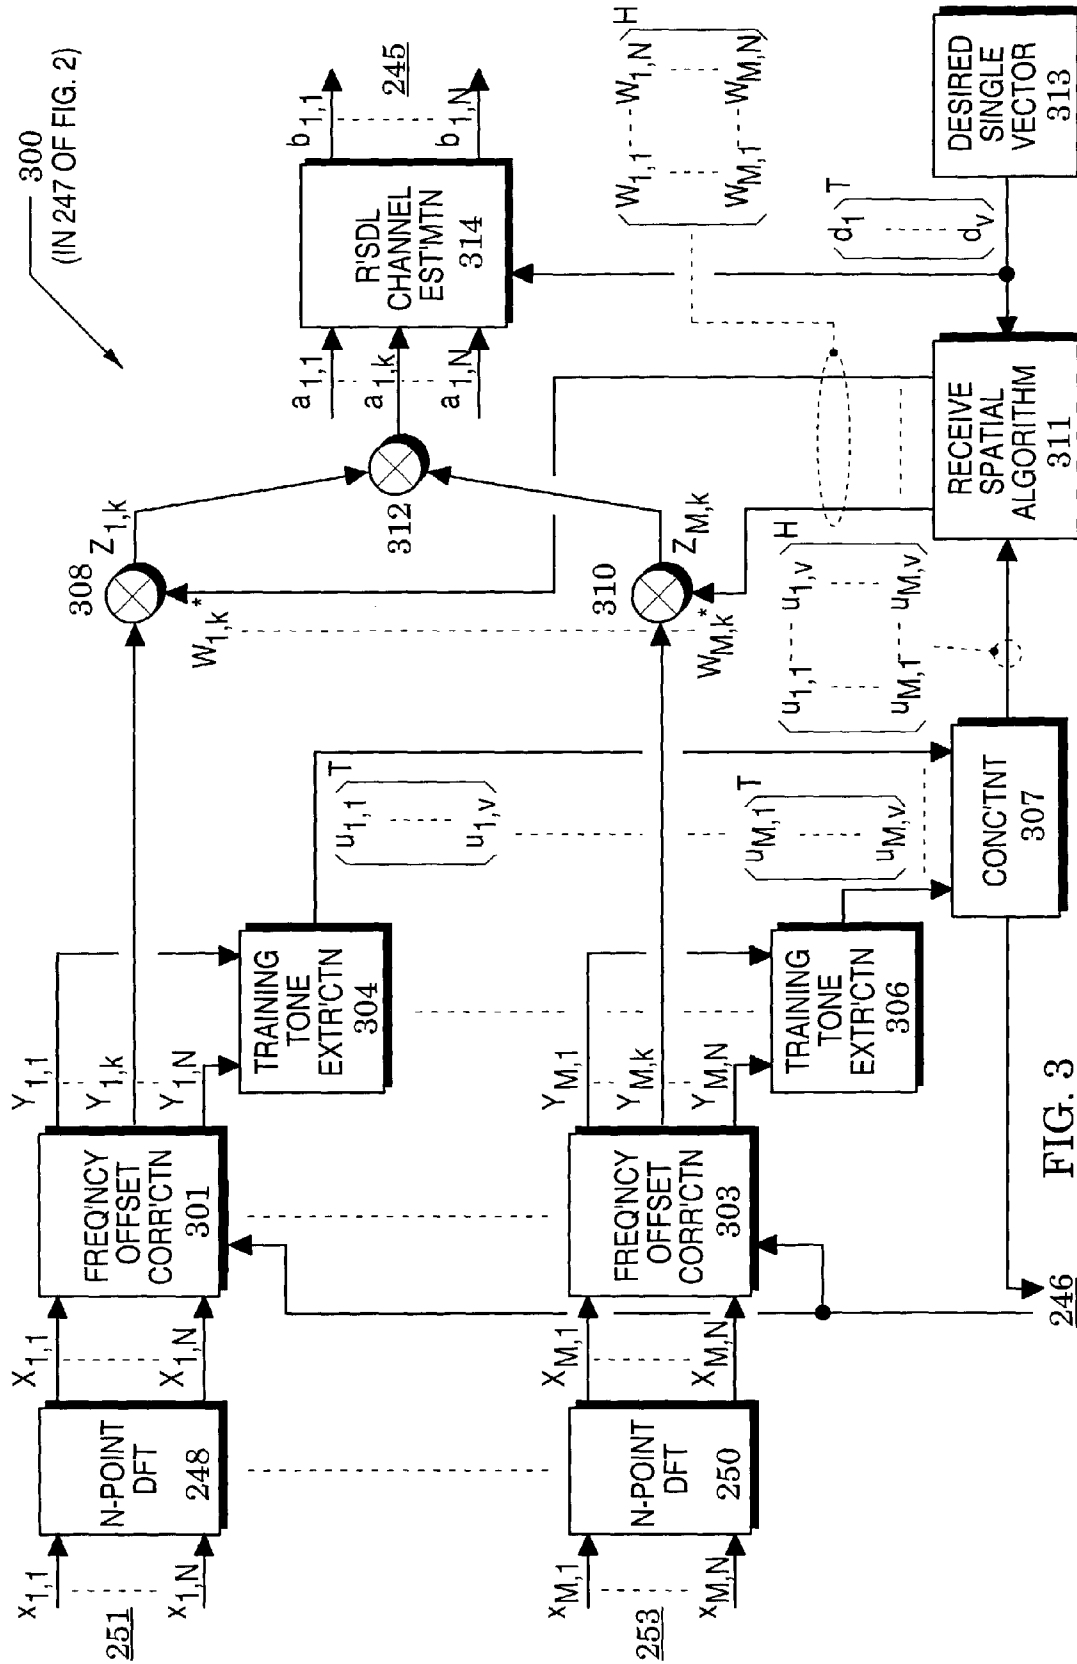 300
(IN 247 OF FIG. 2)
x1,1
x1,N
251
N-POINT
DFT
248
X1,1
X1,N
FREQ'NCY
OFFSET
CORR'CTN
301
Y1,1
Y1,k
Y1,N
TRAINING
TONE
EXTR'CTN
304
u1,1
u1,v
T
308
W1,k*
Z1,k
312
a1,1
a1,k
a1,N
R'SDL
CHANNEL
EST'MTN
314
b1,1
b1,N
245
xM,1
xM,N
253
N-POINT
DFT
250
XM,1
XM,N
FREQ'NCY
OFFSET
CORR'CTN
303
YM,1
YM,k
YM,N
TRAINING
TONE
EXTR'CTN
306
uM,1
uM,v
T
310
WM,k*
ZM,k
W1,1 W1,N
WM,1 WM,N
H
u1,1 u1,v
uM,1 uM,v
H
CONC'TNT
307
RECEIVE
SPATIAL
ALGORITHM
311
d1
dv
T
DESIRED
SINGLE
VECTOR
313
246
FIG. 3